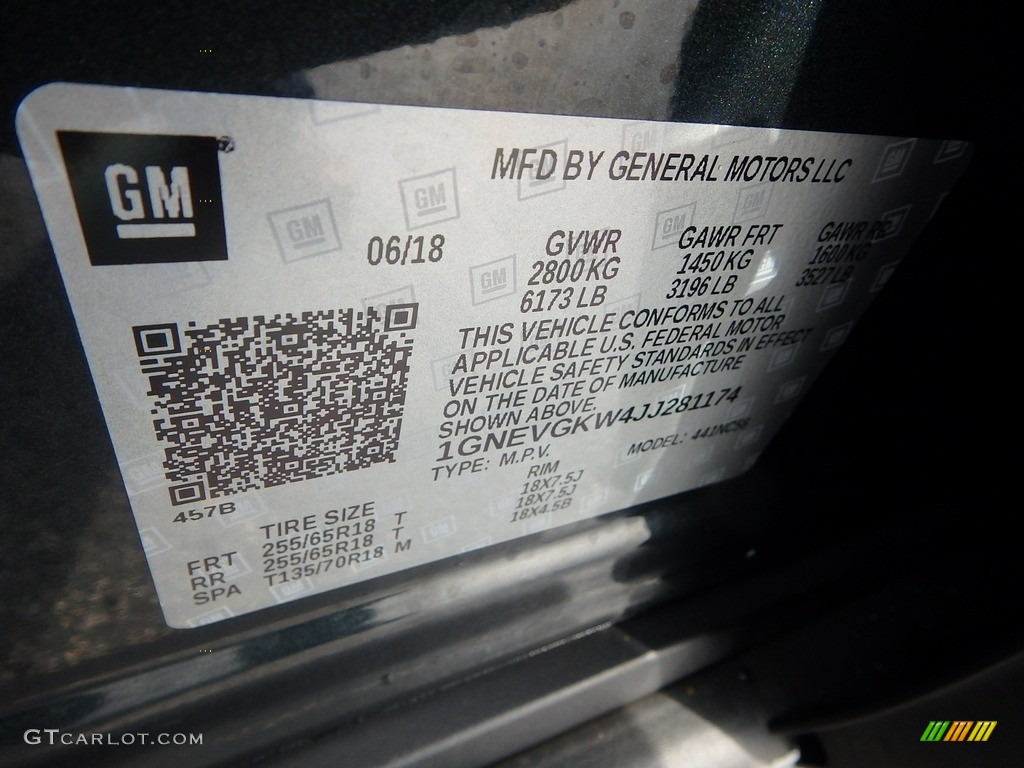 GM
MFD BY GENERAL MOTORS LLC
06/18
GVWR GAWR FRT GAWR RR
2800 KG 1450 KG 1600 KG
6173 LB 3196 LB 3527 LB
THIS VEHICLE CONFORMS TO ALL
APPLICABLE U.S. FEDERAL MOTOR
VEHICLE SAFETY STANDARDS IN EFFECT
ON THE DATE OF MANUFACTURE
SHOWN ABOVE.
1GNEVGKW4JJ281174
TYPE: M.P.V. MODEL:
457B
TIRE SIZE RIM
FRT 255/65R18 T 18X7.5J
RR 255/65R18 T 18X7.5J
SPA T135/70R18 M 18X4.5B
GTCARLOT.COM